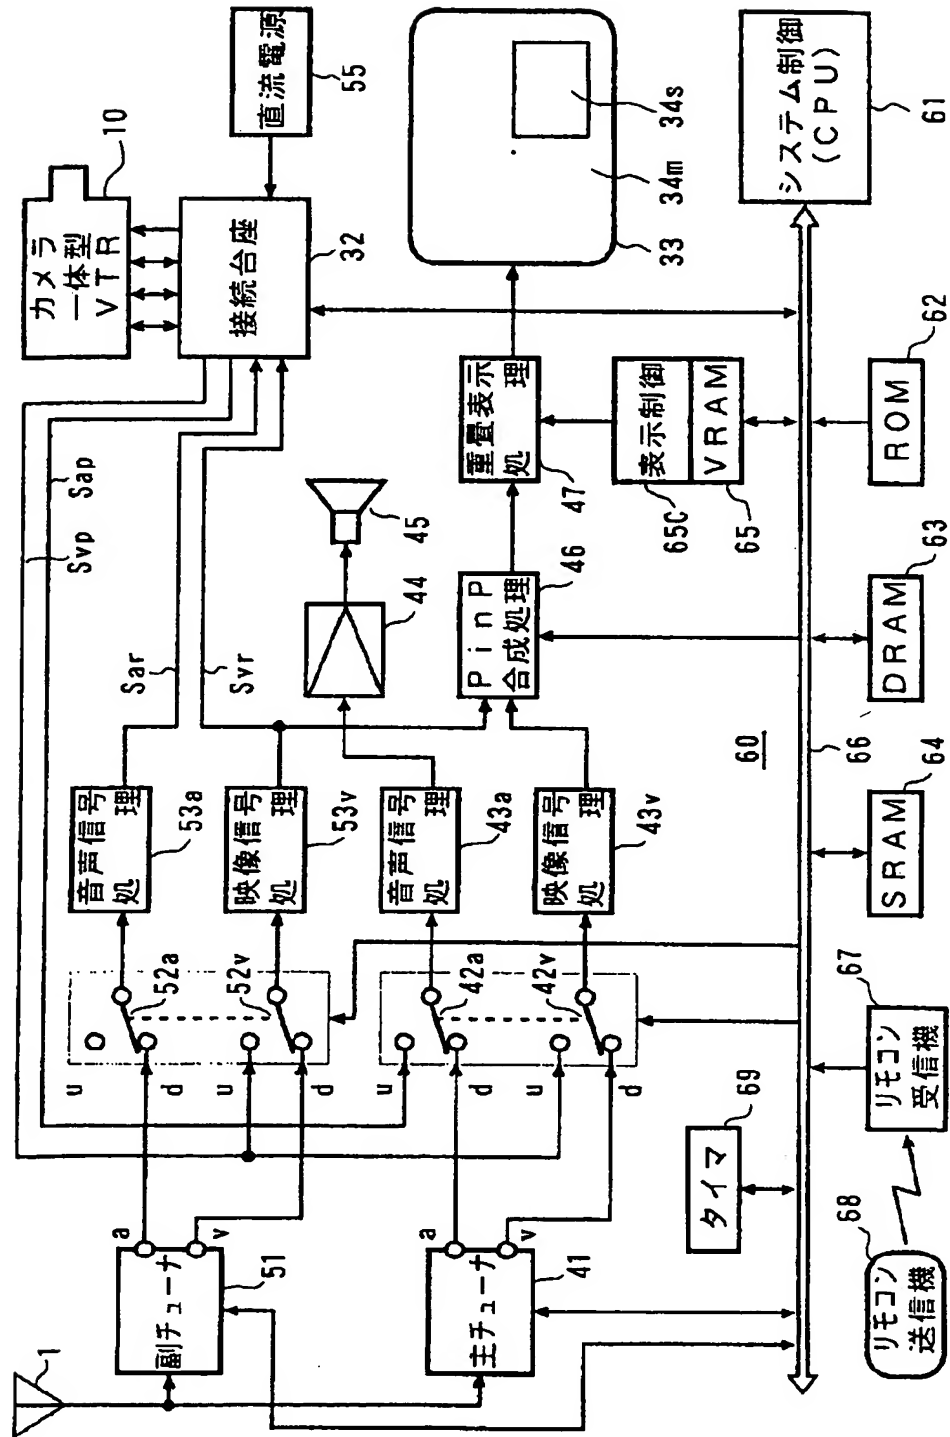 1
副チューナ
51
a
v
主チューナ
41
a
v
リモコン
送信機
68
リモコン
受信機
67
タイマ
69
u
d
u
d
u
d
u
d
52a
52v
42a
42v
音声信号
処理
53a
映像信号
処理
53v
音声信号
処理
43a
映像信号
処理
43v
SRAM
64
DRAM
63
ROM
62
66
60
Sar
Svr
Svp
Sap
44
45
PinP
合成処理
46
重畳表示
処理
47
表示制御
VRAM
65C
65
カメラ
一体型
VTR
10
接続台座
32
直流電源
55
33
34m
34s
システム制御
(CPU)
61